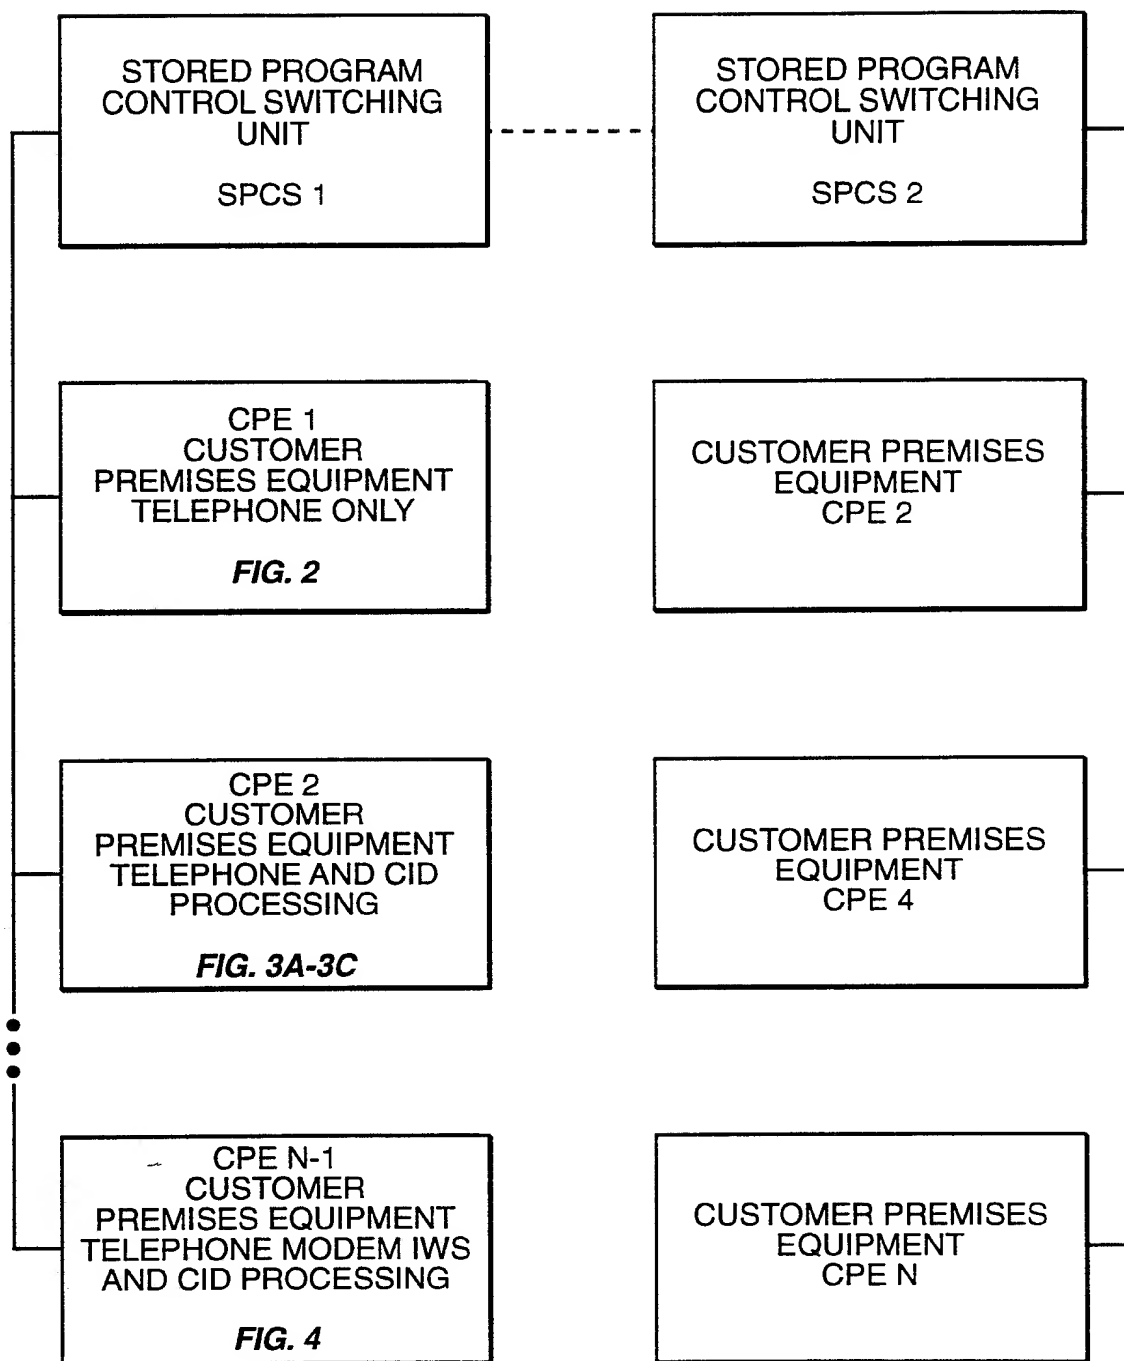 STORED PROGRAM
CONTROL SWITCHING
UNIT
SPCS 1
STORED PROGRAM
CONTROL SWITCHING
UNIT
SPCS 2
CPE 1
CUSTOMER
PREMISES EQUIPMENT
TELEPHONE ONLY
FIG. 2
CUSTOMER PREMISES
EQUIPMENT
CPE 2
CPE 2
CUSTOMER
PREMISES EQUIPMENT
TELEPHONE AND CID
PROCESSING
FIG. 3A-3C
CUSTOMER PREMISES
EQUIPMENT
CPE 4
CPE N-1
CUSTOMER
PREMISES EQUIPMENT
TELEPHONE MODEM IWS
AND CID PROCESSING
FIG. 4
CUSTOMER PREMISES
EQUIPMENT
CPE N